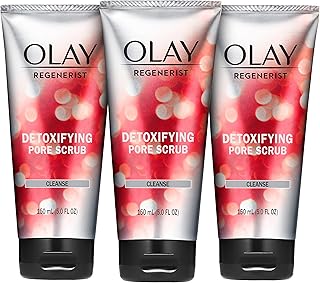 OLAY
REGENERIST
DETOXIFYING
PORE SCRUB
CLEANSE
150 mL (5.0 FL OZ)
OLAY
REGENERIST
DETOXIFYING
PORE SCRUB
CLEANSE
150 mL (5.0 FL OZ)
OLAY
REGENERIST
DETOXIFYING
PORE SCRUB
CLEANSE
150 mL (5.0 FL OZ)